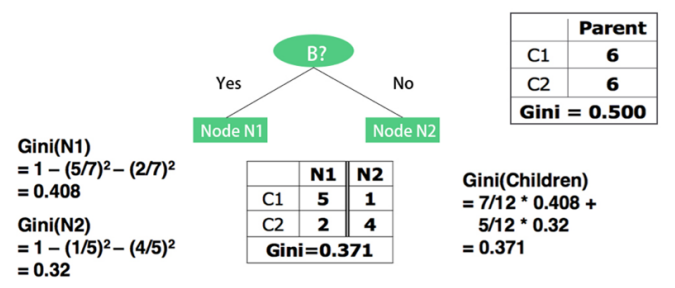 B?
Yes
No
Node N1
Node N2
Parent
C1 6
C2 6
Gini = 0.500
Gini(N1)
= 1 – (5/7)² – (2/7)²
= 0.408
Gini(N2)
= 1 – (1/5)² – (4/5)²
= 0.32
N1 N2
C1 5 1
C2 2 4
Gini=0.371
Gini(Children)
= 7/12 * 0.408 +
5/12 * 0.32
= 0.371